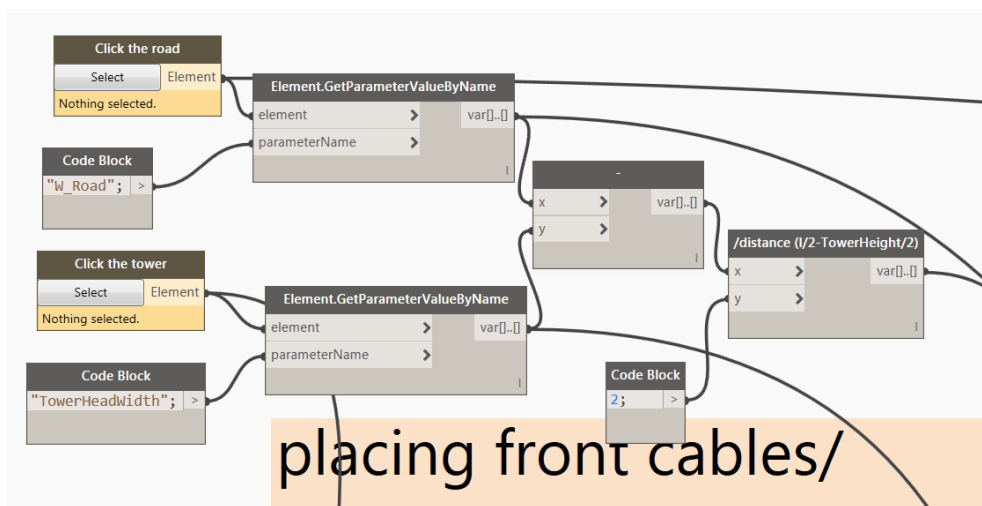 Click the road
Select
Element
Nothing selected.
Element.GetParameterValueByName
element
>
var[]..[]
parameterName
>
l
Code Block
"W_Road";
>
-
x
>
var[]..[]
y
>
l
/distance (l/2-TowerHeight/2)
x
>
var[]..[]
y
>
l
Click the tower
Select
Element
Nothing selected.
Element.GetParameterValueByName
element
>
var[]..[]
parameterName
>
l
Code Block
"TowerHeadWidth";
>
Code Block
2;
>
placing front cables/